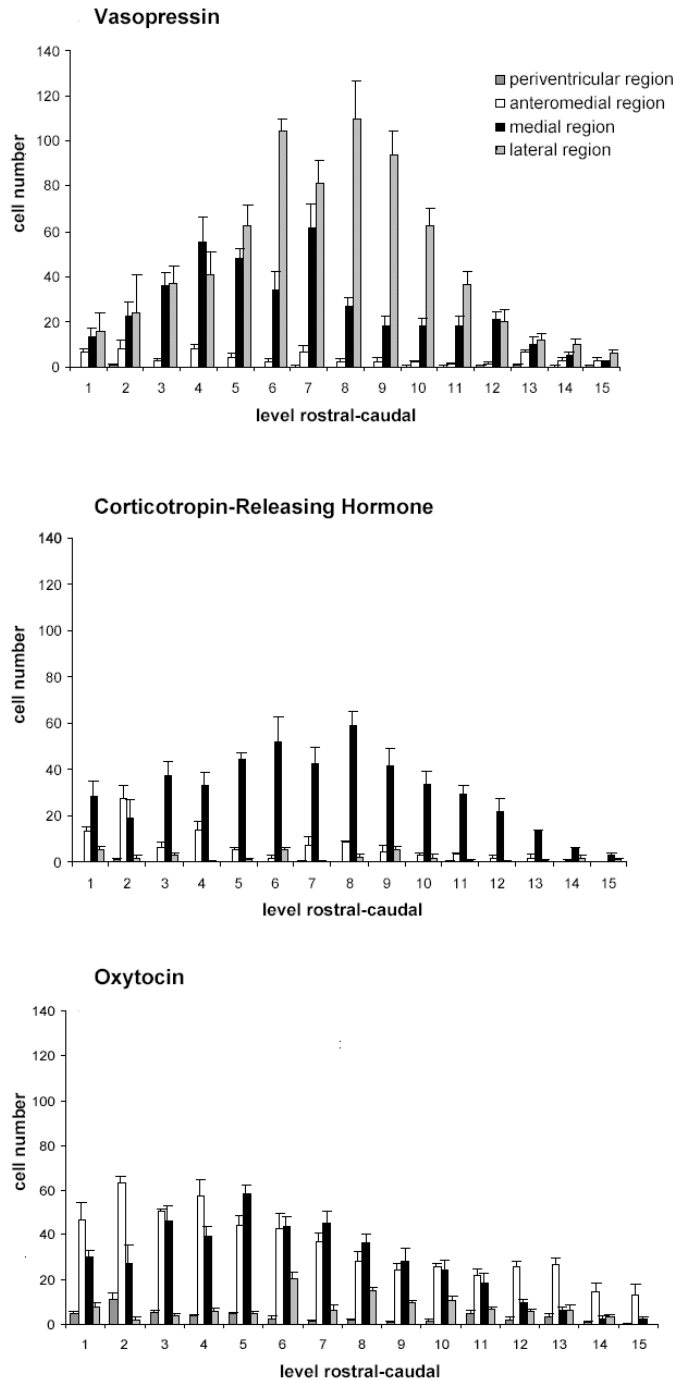 Vasopressin
140
120
100
80
60
40
20
0
cell number
periventricular region
anteromedial region
medial region
lateral region
1 2 3 4 5 6 7 8 9 10 11 12 13 14 15
level rostral-caudal
Corticotropin-Releasing Hormone
140
120
100
80
60
40
20
0
cell number
1 2 3 4 5 6 7 8 9 10 11 12 13 14 15
level rostral-caudal
Oxytocin
140
120
100
80
60
40
20
0
cell number
1 2 3 4 5 6 7 8 9 10 11 12 13 14 15
level rostral-caudal